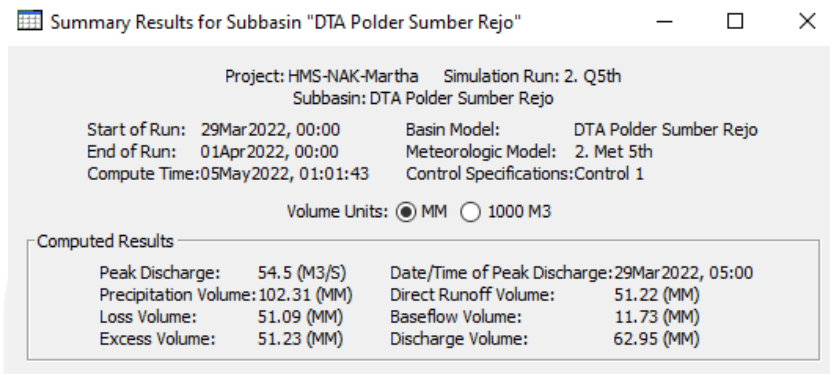 Summary Results for Subbasin "DTA Polder Sumber Rejo"
Project: HMS-NAK-Martha Simulation Run: 2. Q5th
Subbasin: DTA Polder Sumber Rejo
Start of Run: 29Mar2022, 00:00 Basin Model: DTA Polder Sumber Rejo
End of Run: 01Apr2022, 00:00 Meteorologic Model: 2. Met 5th
Compute Time:05May2022, 01:01:43 Control Specifications:Control 1
Volume Units: MM 1000 M3
Computed Results
Peak Discharge: 54.5 (M3/S) Date/Time of Peak Discharge:29Mar2022, 05:00
Precipitation Volume:102.31 (MM) Direct Runoff Volume: 51.22 (MM)
Loss Volume: 51.09 (MM) Baseflow Volume: 11.73 (MM)
Excess Volume: 51.23 (MM) Discharge Volume: 62.95 (MM)